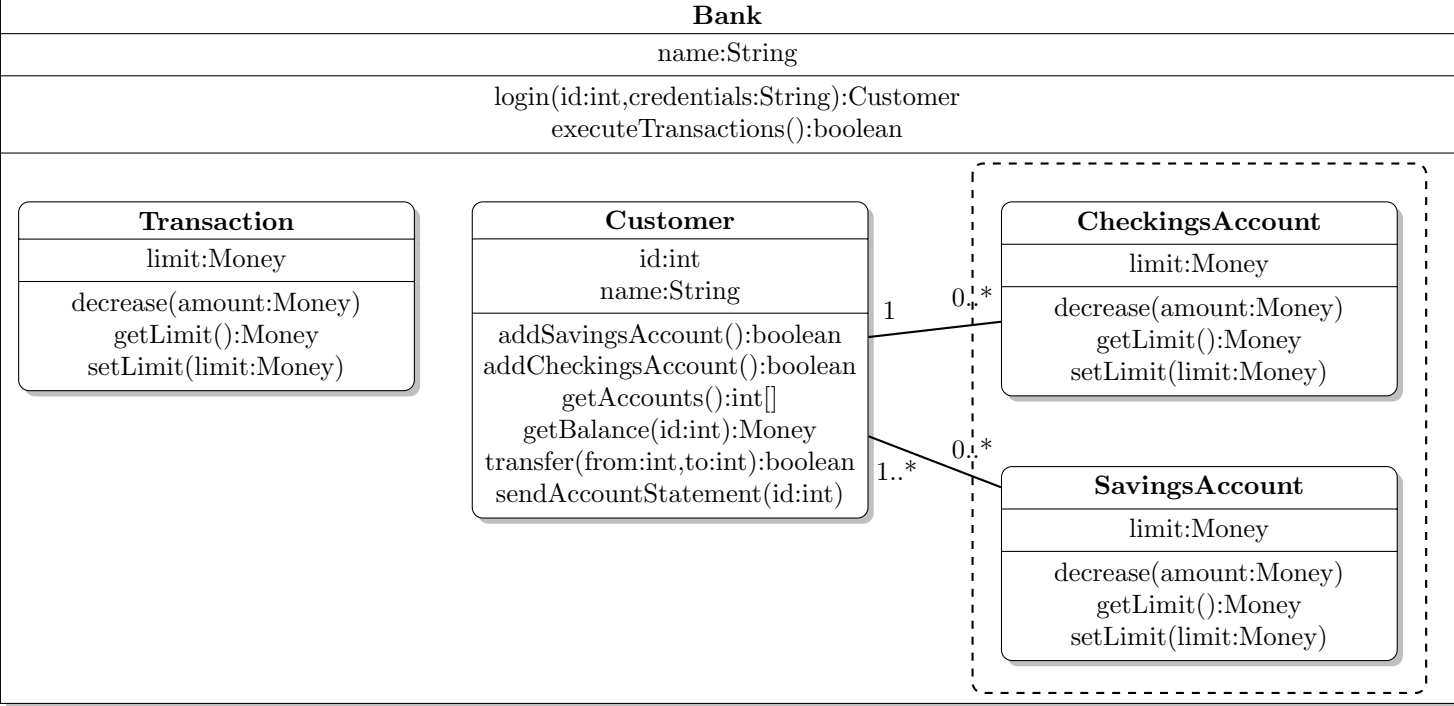 Bank
name:String
login(id:int,credentials:String):Customer
executeTransactions():boolean
Transaction
limit:Money
decrease(amount:Money)
getLimit():Money
setLimit(limit:Money)
Customer
id:int
name:String
addSavingsAccount():boolean
addCheckingsAccount():boolean
getAccounts():int[]
getBalance(id:int):Money
transfer(from:int,to:int):boolean
sendAccountStatement(id:int)
1
0..*
1..*
0..*
CheckingsAccount
limit:Money
decrease(amount:Money)
getLimit():Money
setLimit(limit:Money)
SavingsAccount
limit:Money
decrease(amount:Money)
getLimit():Money
setLimit(limit:Money)